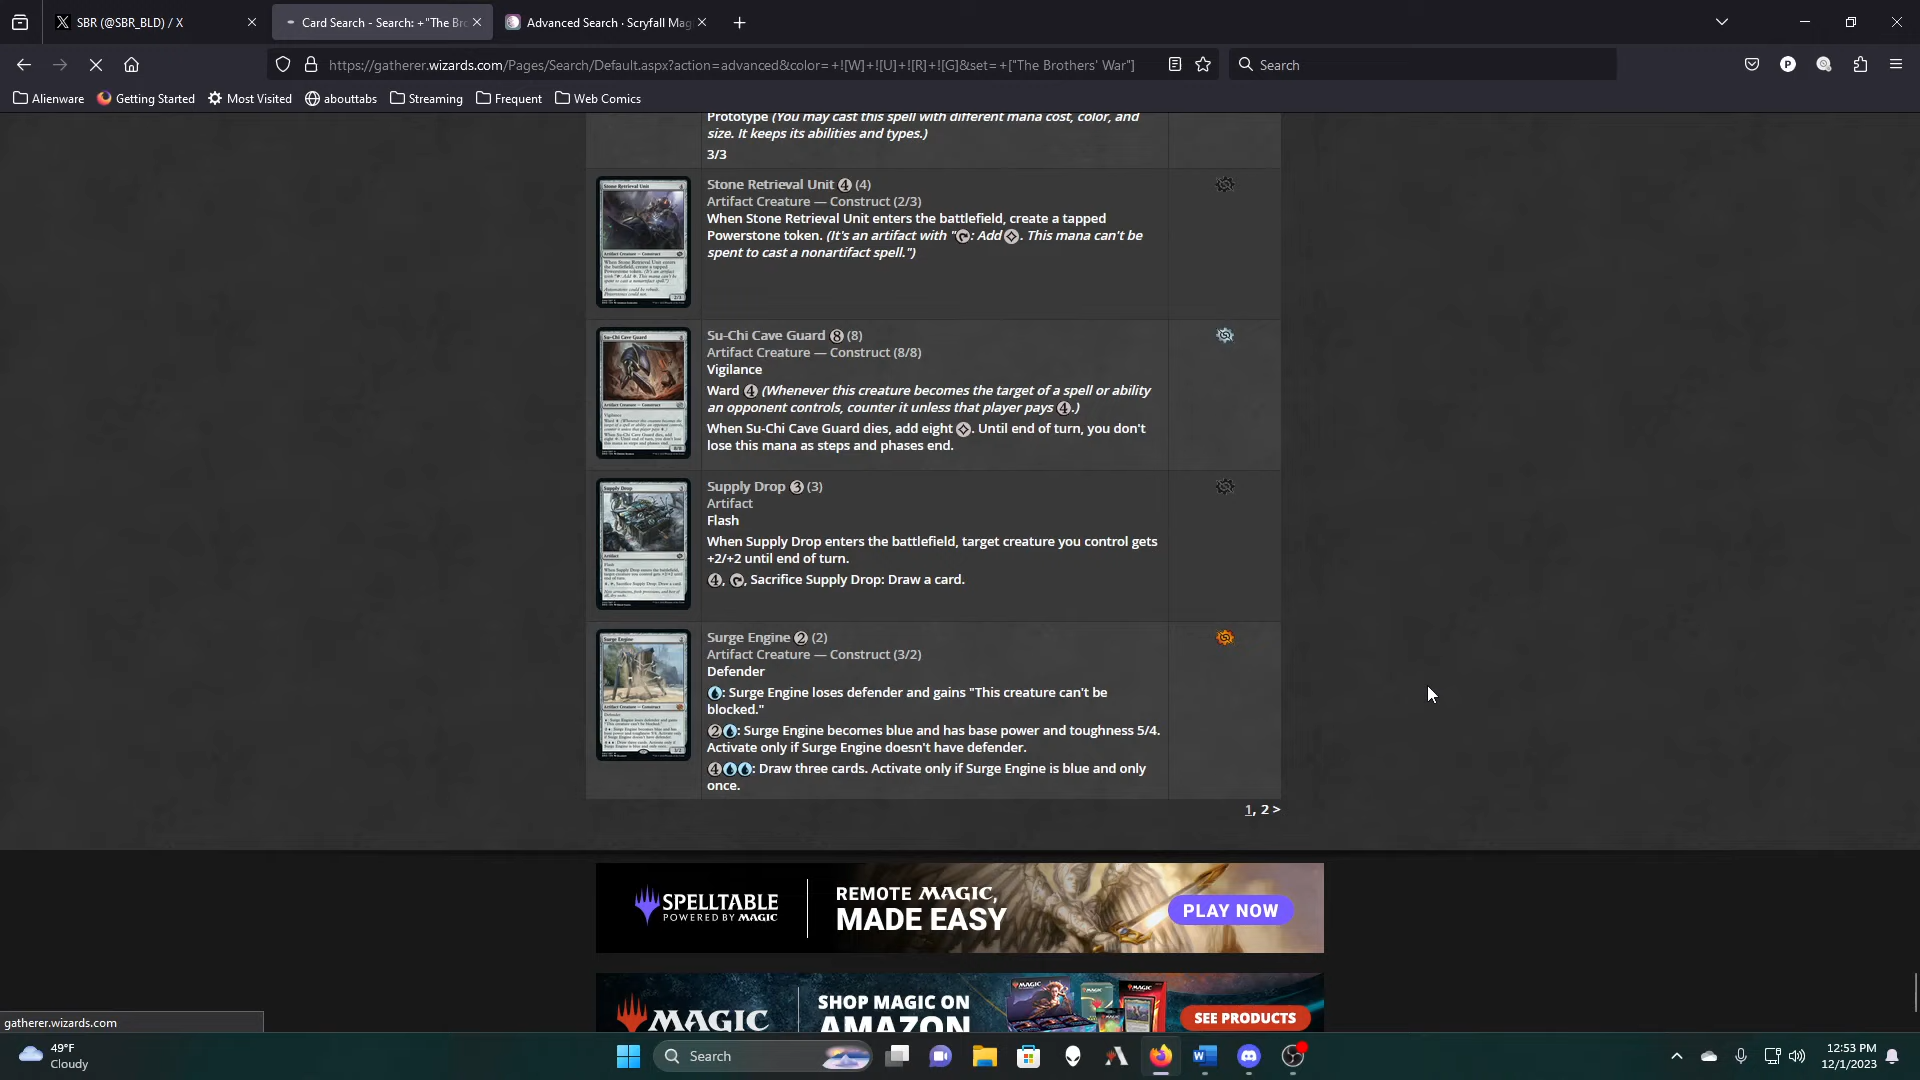 SBR (@SBR_BLD) / X
Card Search - Search: +"The Bro
Advanced Search · Scryfall Mag
https://gatherer.wizards.com/Pages/Search/Default.aspx?action=advanced&color=+![W]+![U]+![R]+![G]&set=+["The Brothers' War"]
Search
Alienware
Getting Started
Most Visited
abouttabs
Streaming
Frequent
Web Comics
Prototype (You may cast this spell with different mana cost, color, and
size. It keeps its abilities and types.)
3/3
Stone Retrieval Unit 4 (4)
Artifact Creature — Construct (2/3)
When Stone Retrieval Unit enters the battlefield, create a tapped
Powerstone token. (It's an artifact with ": Add . This mana can't be
spent to cast a nonartifact spell.")
Su-Chi Cave Guard 8 (8)
Artifact Creature — Construct (8/8)
Vigilance
Ward 4 (Whenever this creature becomes the target of a spell or ability
an opponent controls, counter it unless that player pays 4.)
When Su-Chi Cave Guard dies, add eight . Until end of turn, you don't
lose this mana as steps and phases end.
Supply Drop 3 (3)
Artifact
Flash
When Supply Drop enters the battlefield, target creature you control gets
+2/+2 until end of turn.
4, , Sacrifice Supply Drop: Draw a card.
Surge Engine 2 (2)
Artifact Creature — Construct (3/2)
Defender
: Surge Engine loses defender and gains "This creature can't be
blocked."
2: Surge Engine becomes blue and has base power and toughness 5/4.
Activate only if Surge Engine doesn't have defender.
4: Draw three cards. Activate only if Surge Engine is blue and only
once.
1, 2 >
SPELLTABLE
POWERED BY MAGIC
REMOTE MAGIC,
MADE EASY
PLAY NOW
MAGIC
SHOP MAGIC ON
AMAZON
SEE PRODUCTS
gatherer.wizards.com
49°F
Cloudy
Search
12:53 PM
12/1/2023